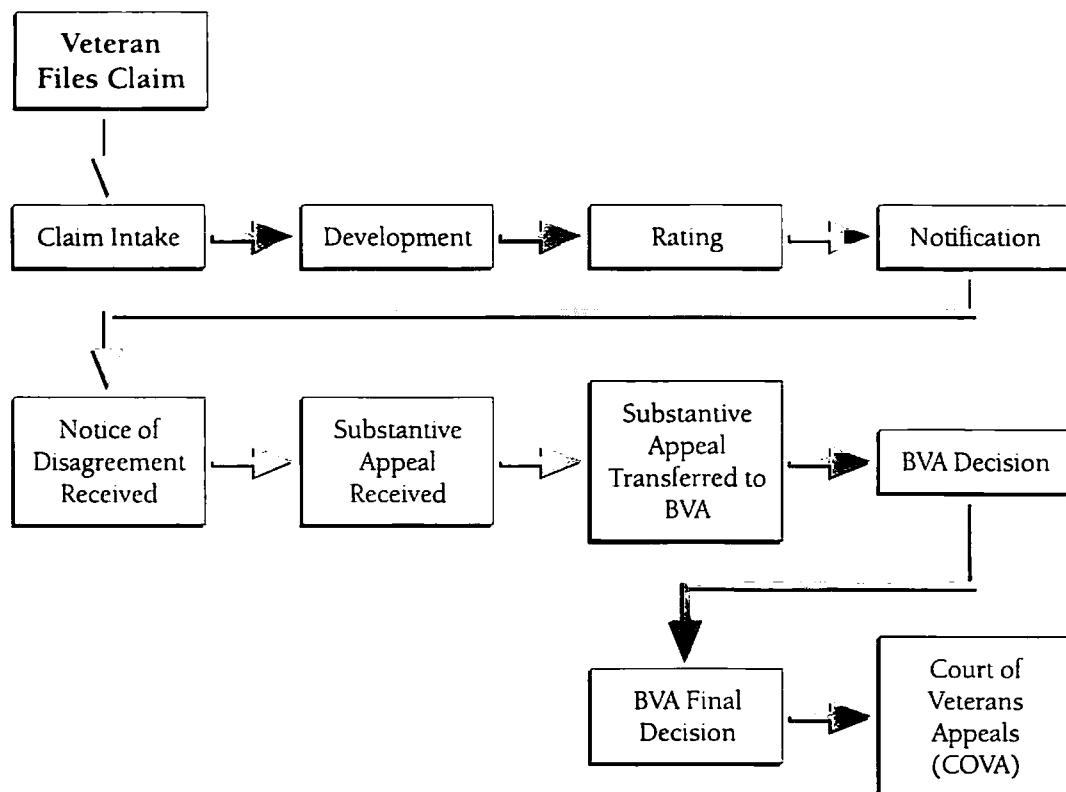 Veteran
Files Claim
Claim Intake
Development
Rating
Notification
Notice of
Disagreement
Received
Substantive
Appeal
Received
Substantive
Appeal
Transferred to
BVA
BVA Decision
BVA Final
Decision
Court of
Veterans
Appeals
(COVA)